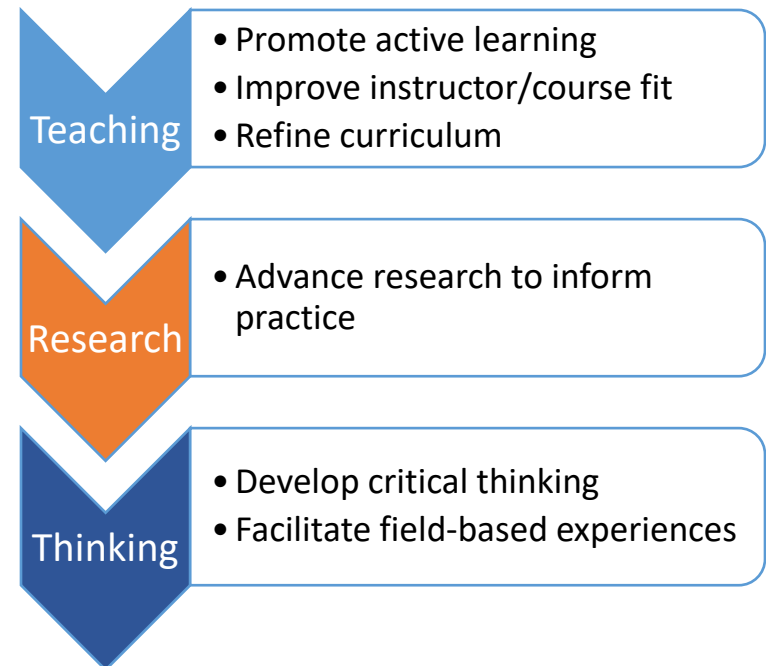 Teaching
• Promote active learning
• Improve instructor/course fit
• Refine curriculum
Research
• Advance research to inform
practice
Thinking
• Develop critical thinking
• Facilitate field-based experiences